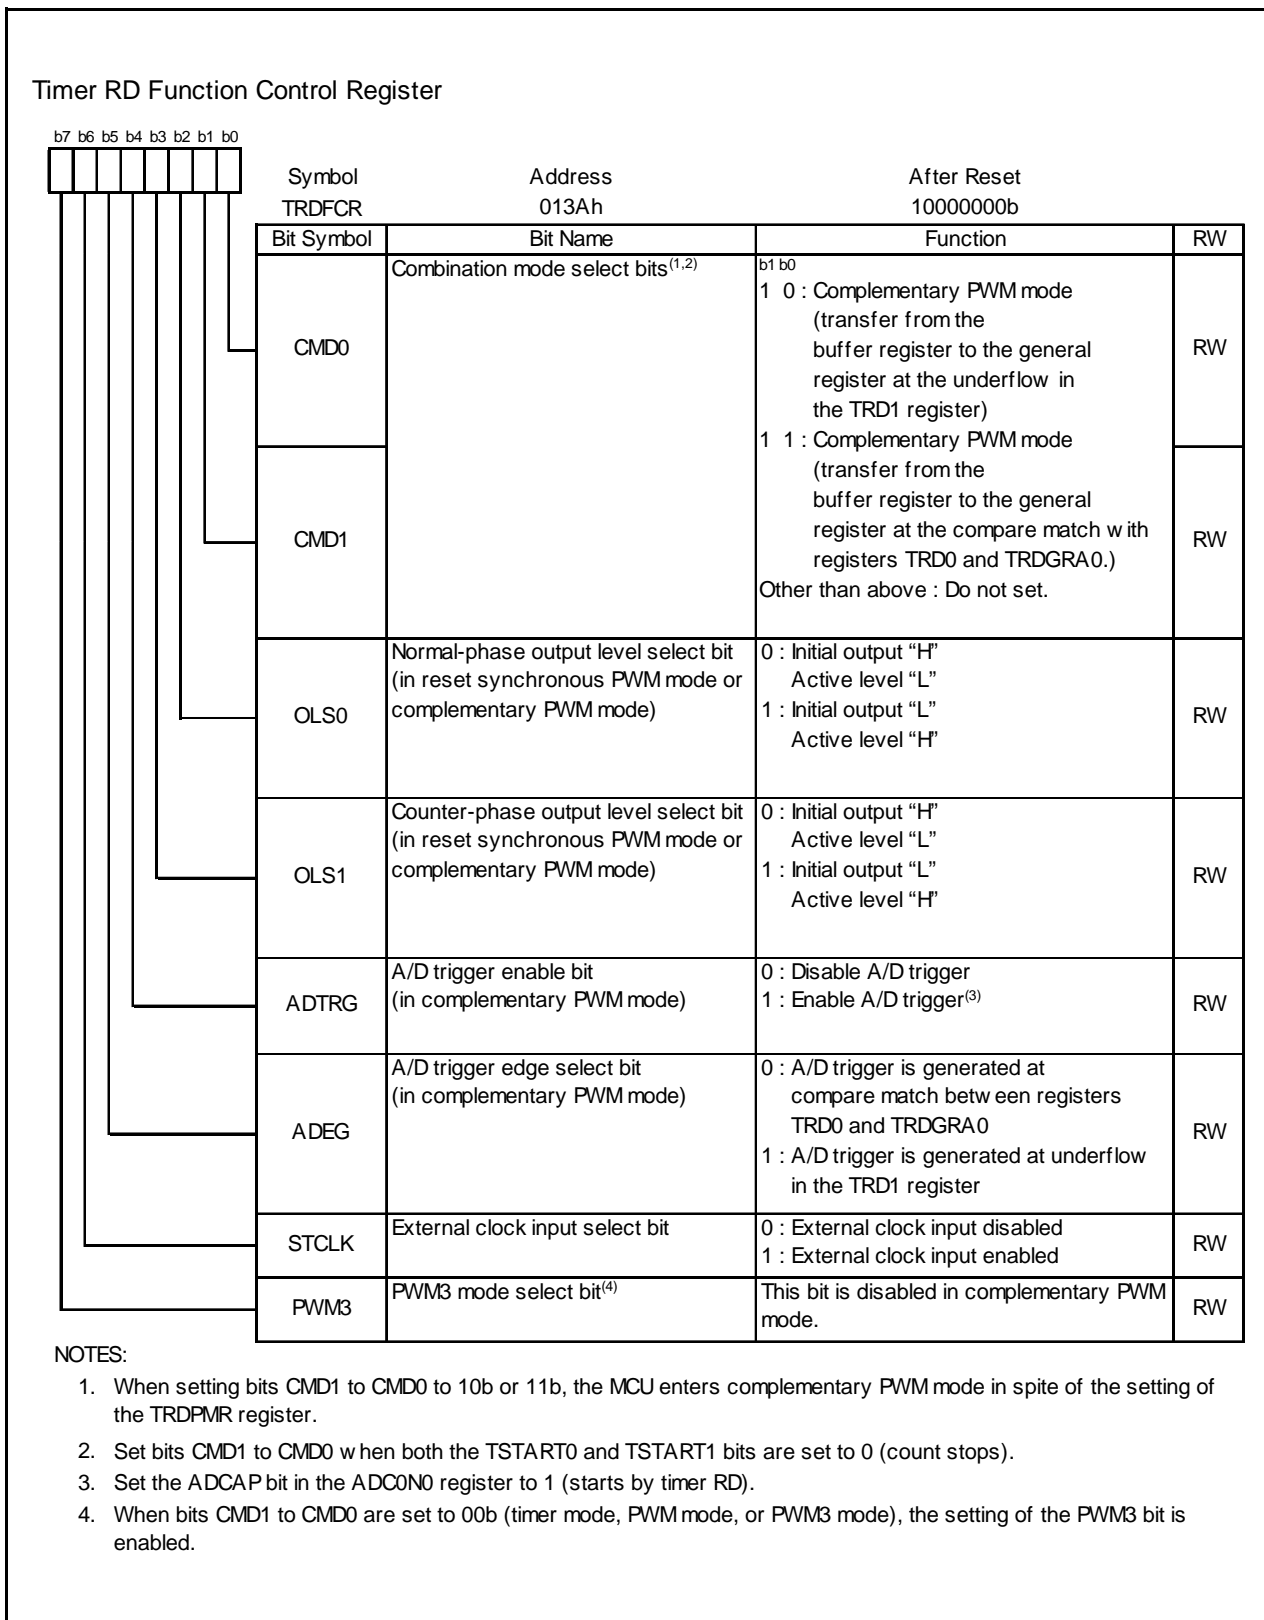 Timer RD Function Control Register
b7 b6 b5 b4 b3 b2 b1 b0
Symbol Address After Reset
TRDFCR 013Ah 10000000b
Bit Symbol Bit Name Function RW
CMD0 Combination mode select bits(1,2) b1 b0
1 0 : Complementary PWM mode
(transfer from the
buffer register to the general RW
register at the underflow in
the TRD1 register)
1 1 : Complementary PWM mode
(transfer from the
buffer register to the general
CMD1 register at the compare match with RW
registers TRD0 and TRDGRA0.)
Other than above : Do not set.
OLS0 Normal-phase output level select bit 0 : Initial output “H”
(in reset synchronous PWM mode or Active level “L”
complementary PWM mode) 1 : Initial output “L” RW
Active level “H”
OLS1 Counter-phase output level select bit 0 : Initial output “H”
(in reset synchronous PWM mode or Active level “L”
complementary PWM mode) 1 : Initial output “L” RW
Active level “H”
ADTRG A/D trigger enable bit 0 : Disable A/D trigger
(in complementary PWM mode) 1 : Enable A/D trigger(3) RW
ADEG A/D trigger edge select bit 0 : A/D trigger is generated at
(in complementary PWM mode) compare match between registers
TRD0 and TRDGRA0 RW
1 : A/D trigger is generated at underflow
in the TRD1 register
STCLK External clock input select bit 0 : External clock input disabled RW
1 : External clock input enabled
PWM3 PWM3 mode select bit(4) This bit is disabled in complementary PWM RW
mode.
NOTES:
1. When setting bits CMD1 to CMD0 to 10b or 11b, the MCU enters complementary PWM mode in spite of the setting of
the TRDPMR register.
2. Set bits CMD1 to CMD0 when both the TSTART0 and TSTART1 bits are set to 0 (count stops).
3. Set the ADCAP bit in the ADC0N0 register to 1 (starts by timer RD).
4. When bits CMD1 to CMD0 are set to 00b (timer mode, PWM mode, or PWM3 mode), the setting of the PWM3 bit is
enabled.